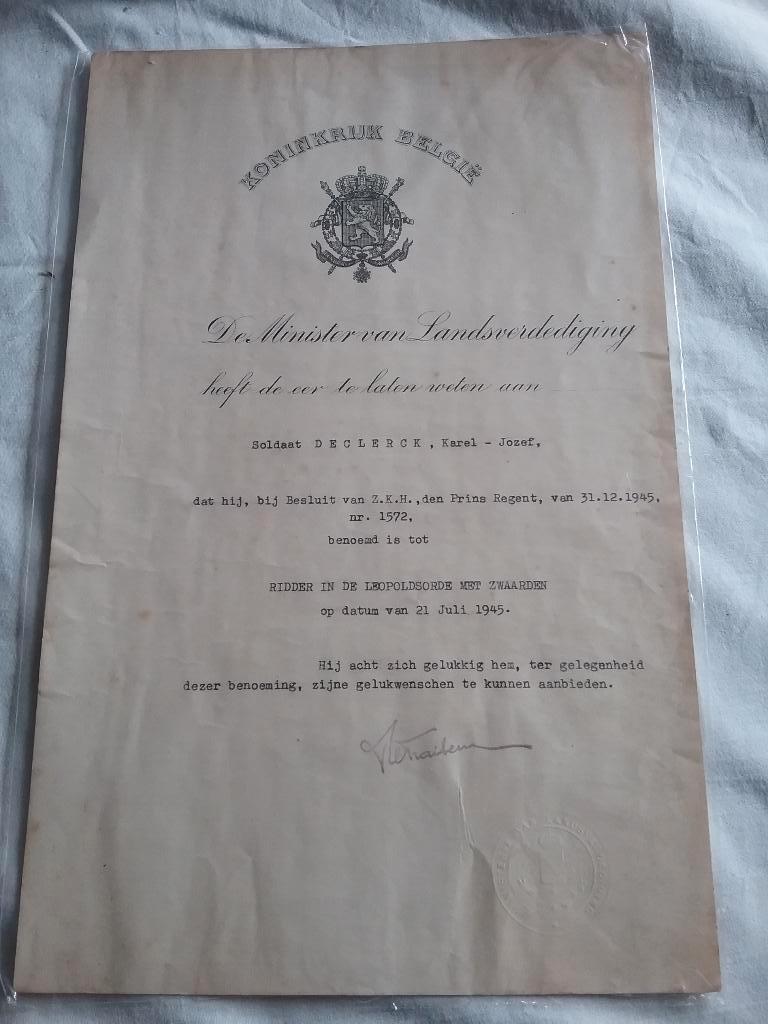 KONINKRIJK BELGIË
De Minister van Landsverdediging
heeft de eer te laten weten aan
Soldaat DECLERCK, Karel - Jozef,
dat hij, bij Besluit van Z.K.H., den Prins Regent, van 31.12.1945,
nr. 1572,
benoemd is tot
RIDDER IN DE LEOPOLDSORDE MET ZWAARDEN
op datum van 21 Juli 1945.
Hij acht zich gelukkig hem, ter gelegenheid
dezer benoeming, zijne gelukwenschen te kunnen aanbieden.